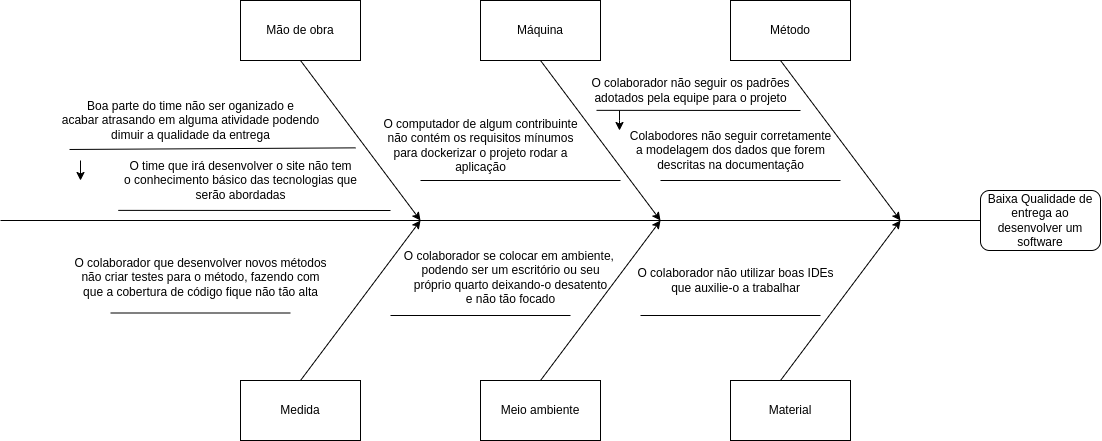 Mão de obra
Máquina
Método
O colaborador não seguir os padrões
adotados pela equipe para o projeto
Boa parte do time não ser oganizado e
acabar atrasando em alguma atividade podendo
dimuir a qualidade da entrega
O computador de algum contribuinte
não contém os requisitos mínumos
para dockerizar o projeto rodar a
aplicação
Colabodores não seguir corretamente
a modelagem dos dados que forem
descritas na documentação
O time que irá desenvolver o site não tem
o conhecimento básico das tecnologias que
serão abordadas
Baixa Qualidade de
entrega ao
desenvolver um
software
O colaborador que desenvolver novos métodos
não criar testes para o método, fazendo com
que a cobertura de código fique não tão alta
O colaborador se colocar em ambiente,
podendo ser um escritório ou seu
próprio quarto deixando-o desatento
e não tão focado
O colaborador não utilizar boas IDEs
que auxilie-o a trabalhar
Medida
Meio ambiente
Material